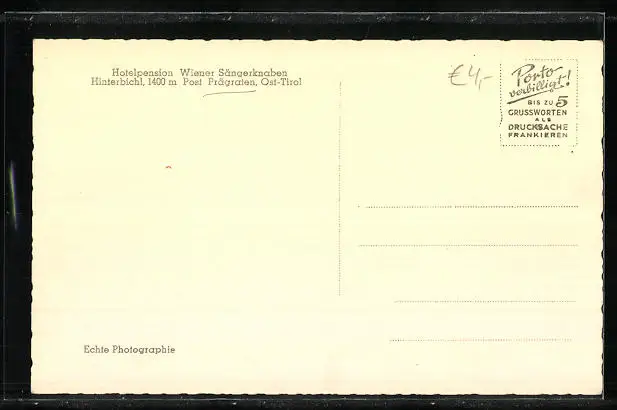 Hotelpension Wiener Sängerknaben
Hinterbichl, 1400 m Post Prägraten, Ost-Tirol
€ 4,-
Porto
verbilligt!
BIS ZU 5
GRUSSWORTEN
ALS
DRUCKSACHE
FRANKIEREN
Echte Photographie